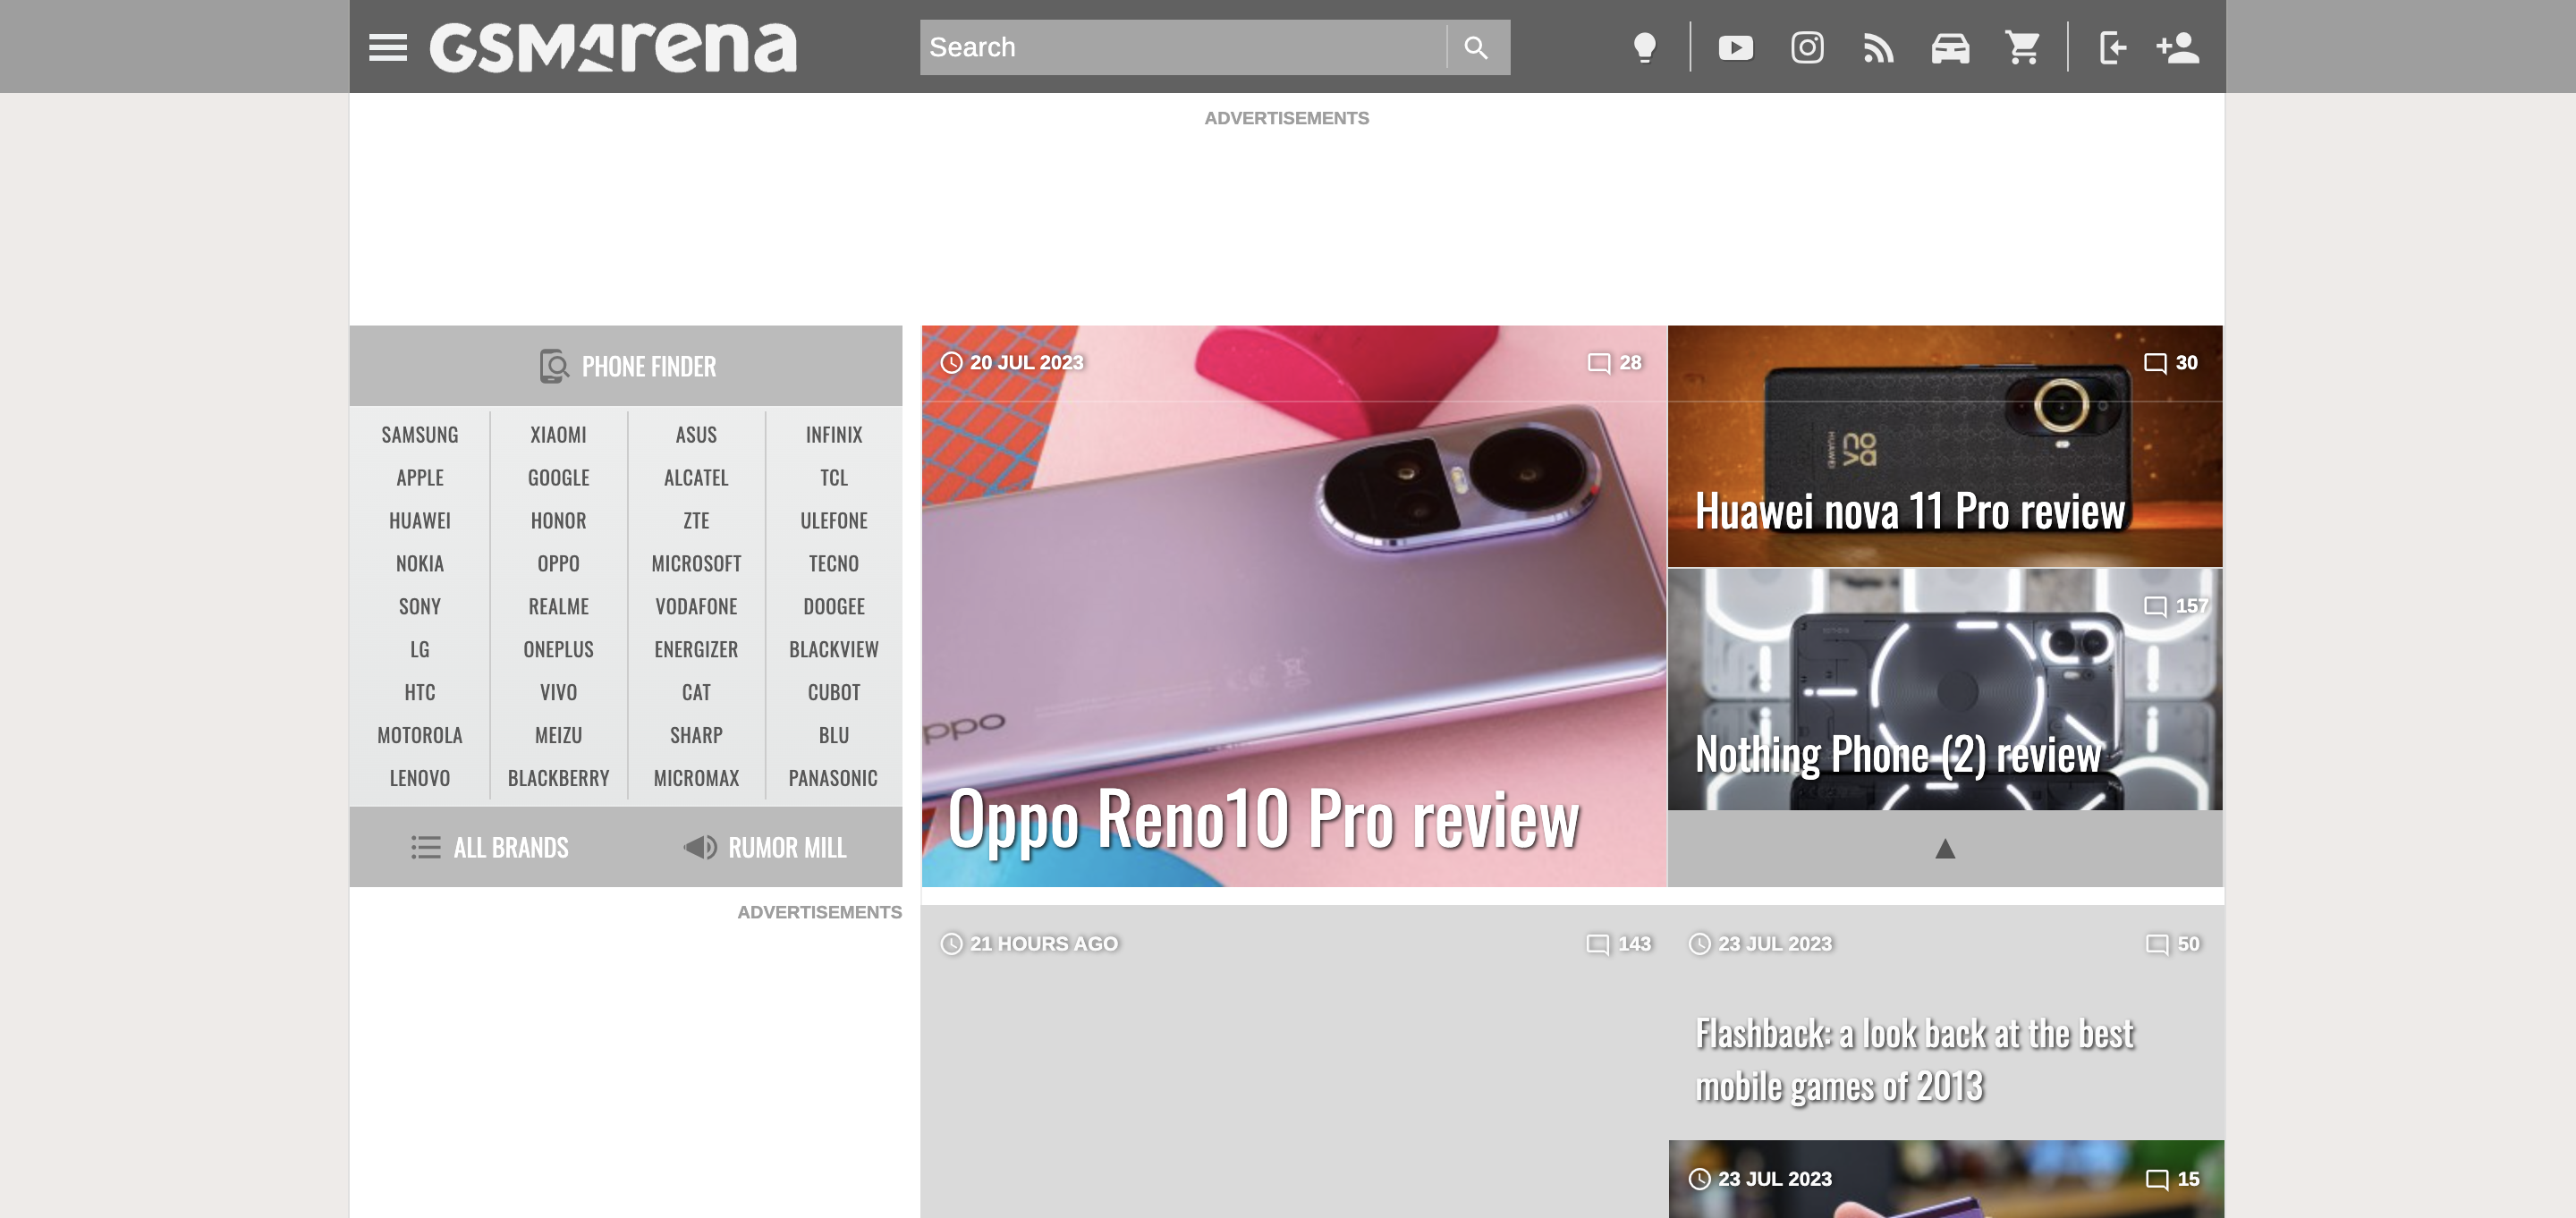 GSMArena
Search
ADVERTISEMENTS
PHONE FINDER
SAMSUNG XIAOMI ASUS INFINIX
APPLE GOOGLE ALCATEL TCL
HUAWEI HONOR ZTE ULEFONE
NOKIA OPPO MICROSOFT TECNO
SONY REALME VODAFONE DOOGEE
LG ONEPLUS ENERGIZER BLACKVIEW
HTC VIVO CAT CUBOT
MOTOROLA MEIZU SHARP BLU
LENOVO BLACKBERRY MICROMAX PANASONIC
ALL BRANDS RUMOR MILL
ADVERTISEMENTS
20 JUL 2023 28
oppo
Oppo Reno10 Pro review
30
HUAWEI
NOVA
Huawei nova 11 Pro review
157
Nothing Phone (2) review
21 HOURS AGO 143
23 JUL 2023 50
Flashback: a look back at the best
mobile games of 2013
23 JUL 2023 15